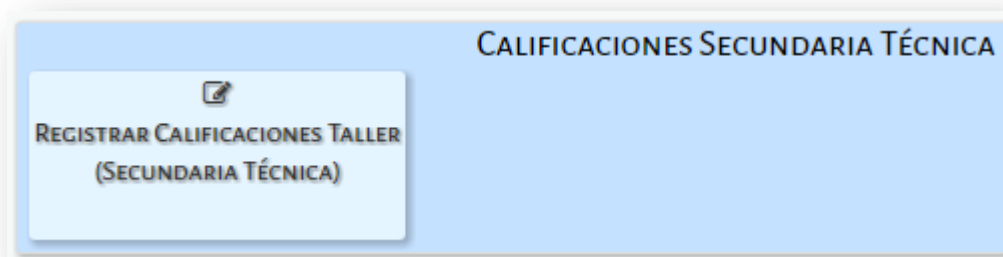 Calificaciones Secundaria Técnica
Registrar Calificaciones Taller
(Secundaria Técnica)